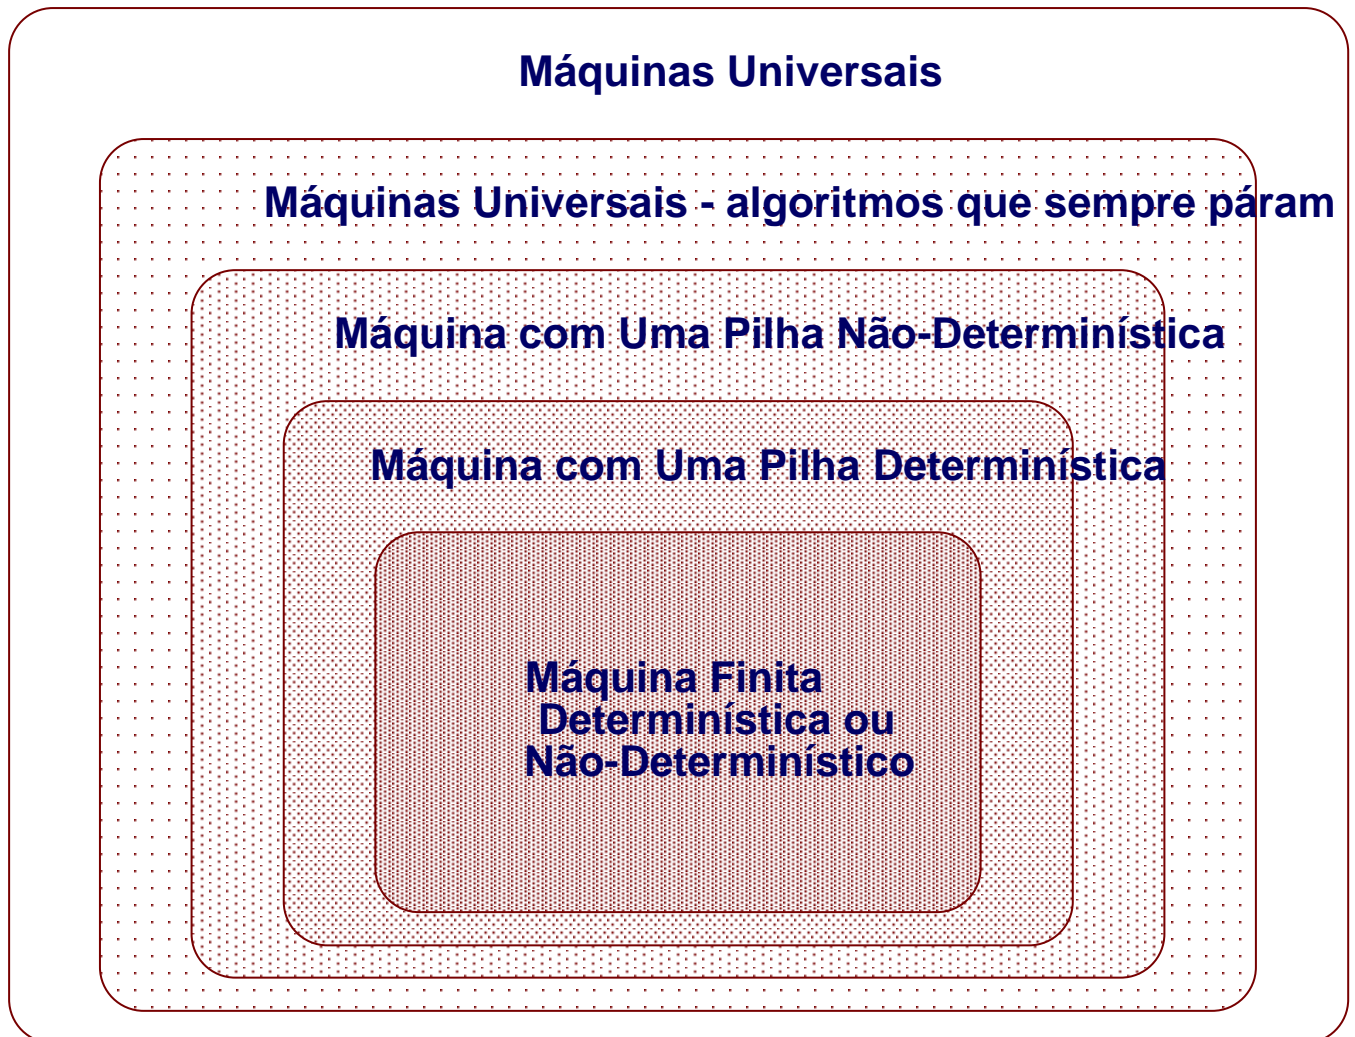 Máquinas Universais
Máquinas Universais - algoritmos que sempre páram
Máquina com Uma Pilha Não-Determinística
Máquina com Uma Pilha Determinística
Máquina Finita
Determinística ou
Não-Determinístico